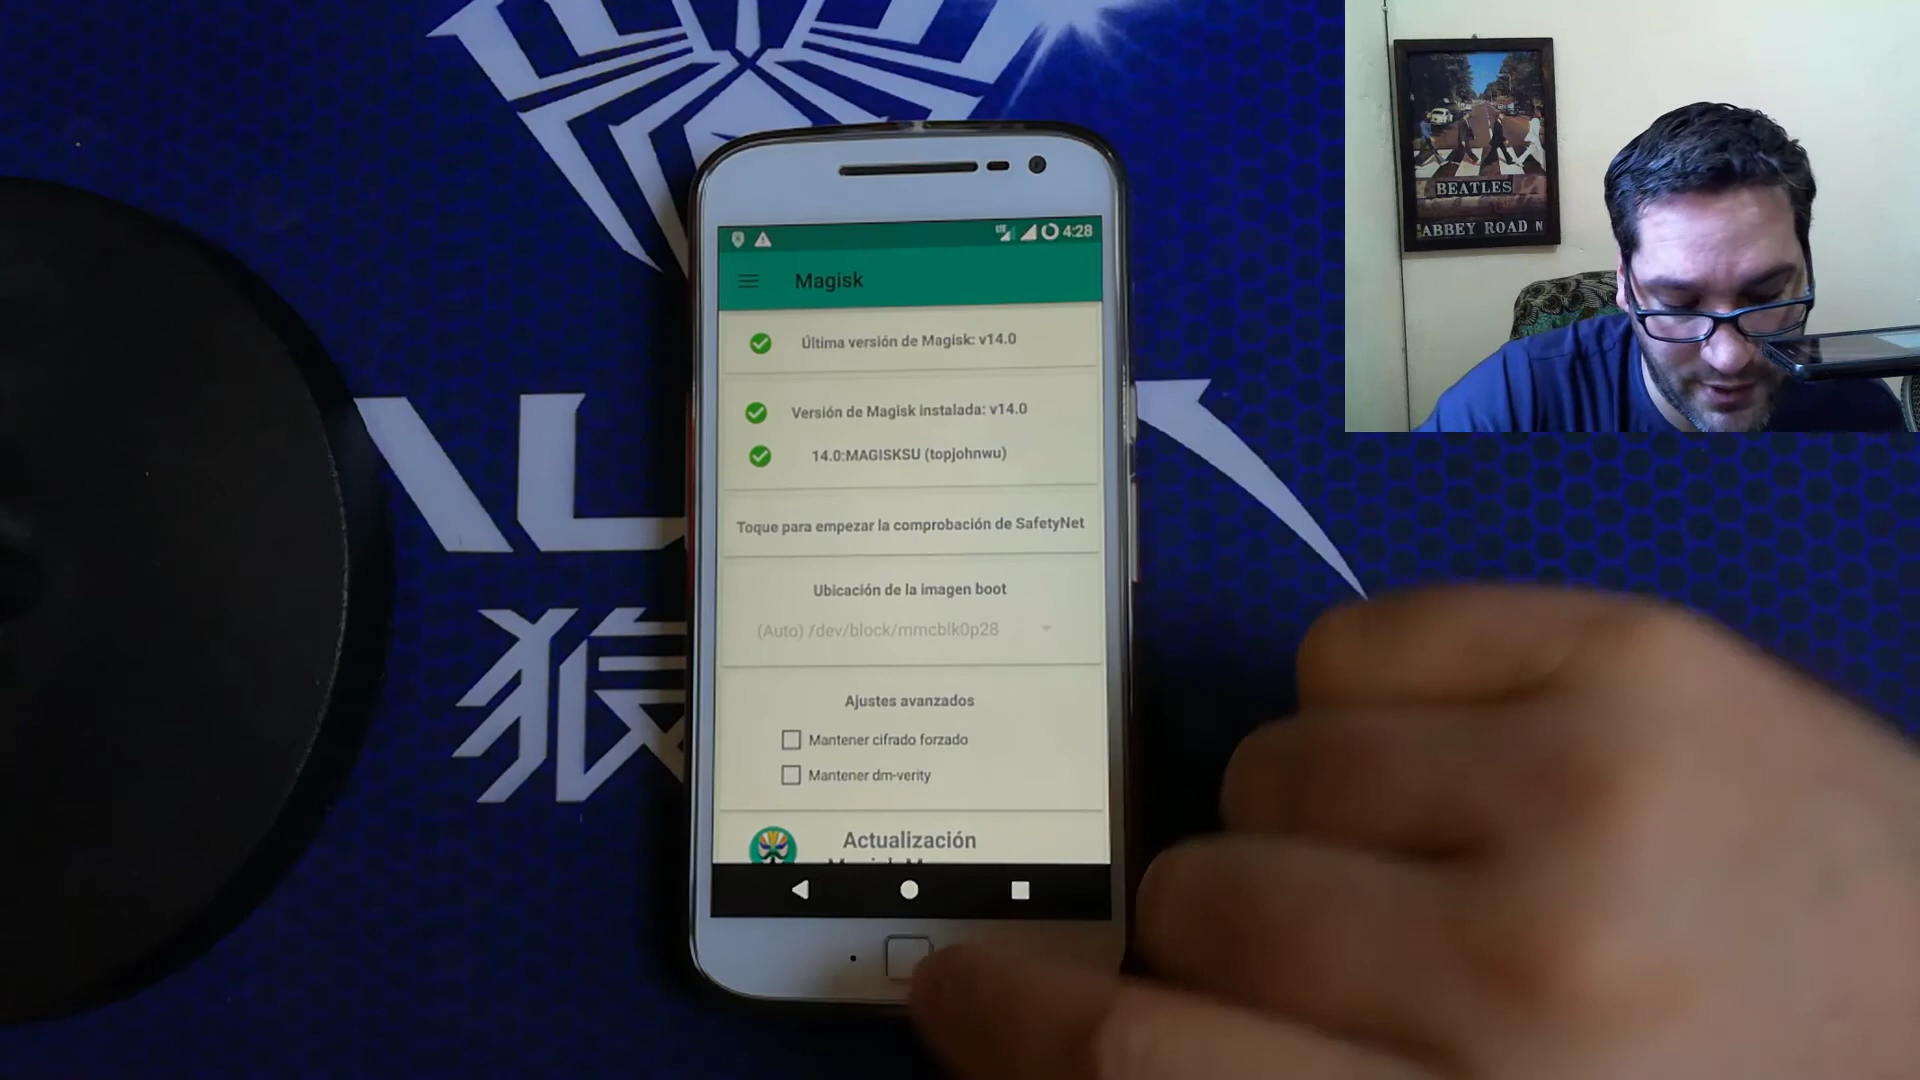 4:28
Magisk
Última versión de Magisk: v14.0
Versión de Magisk instalada: v14.0
14.0:MAGISKSU (topjohnwu)
Toque para empezar la comprobación de SafetyNet
Ubicación de la imagen boot
(Auto) /dev/block/mmcblk0p28
Ajustes avanzados
Mantener cifrado forzado
Mantener dm-verity
Actualización
BEATLES
ABBEY ROAD N
狼